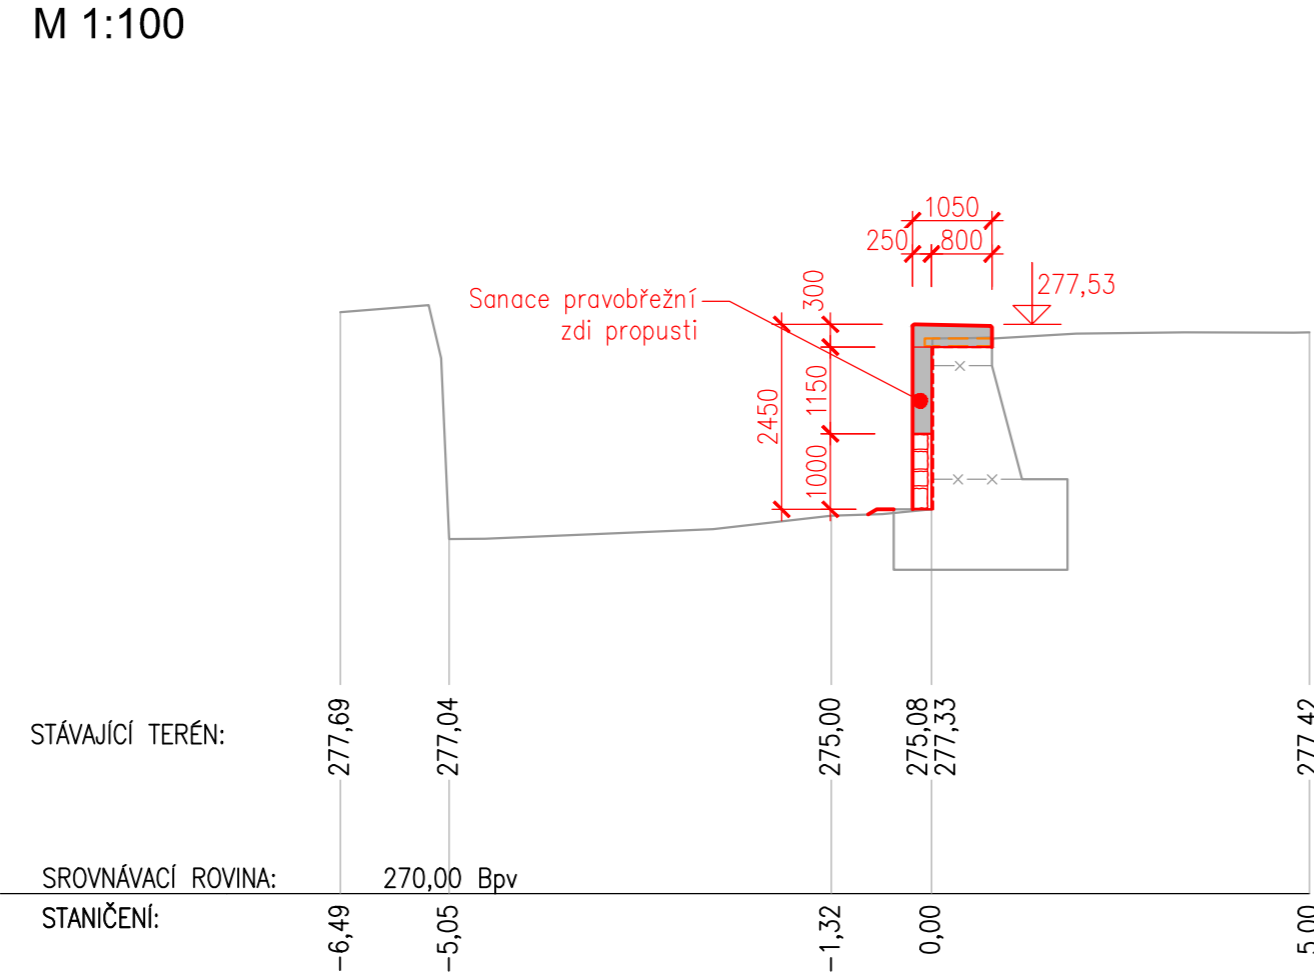 M 1:100
1050
250
800
277,53
Sanace pravobřežní
zdi propusti
300
1150
2450
1000
STÁVAJÍCÍ TERÉN:
277,69
277,04
275,00
275,08
277,33
277,42
SROVNÁVACÍ ROVINA:
270,00 Bpv
STANIČENÍ:
-6,49
-5,05
-1,32
0,00
5,00